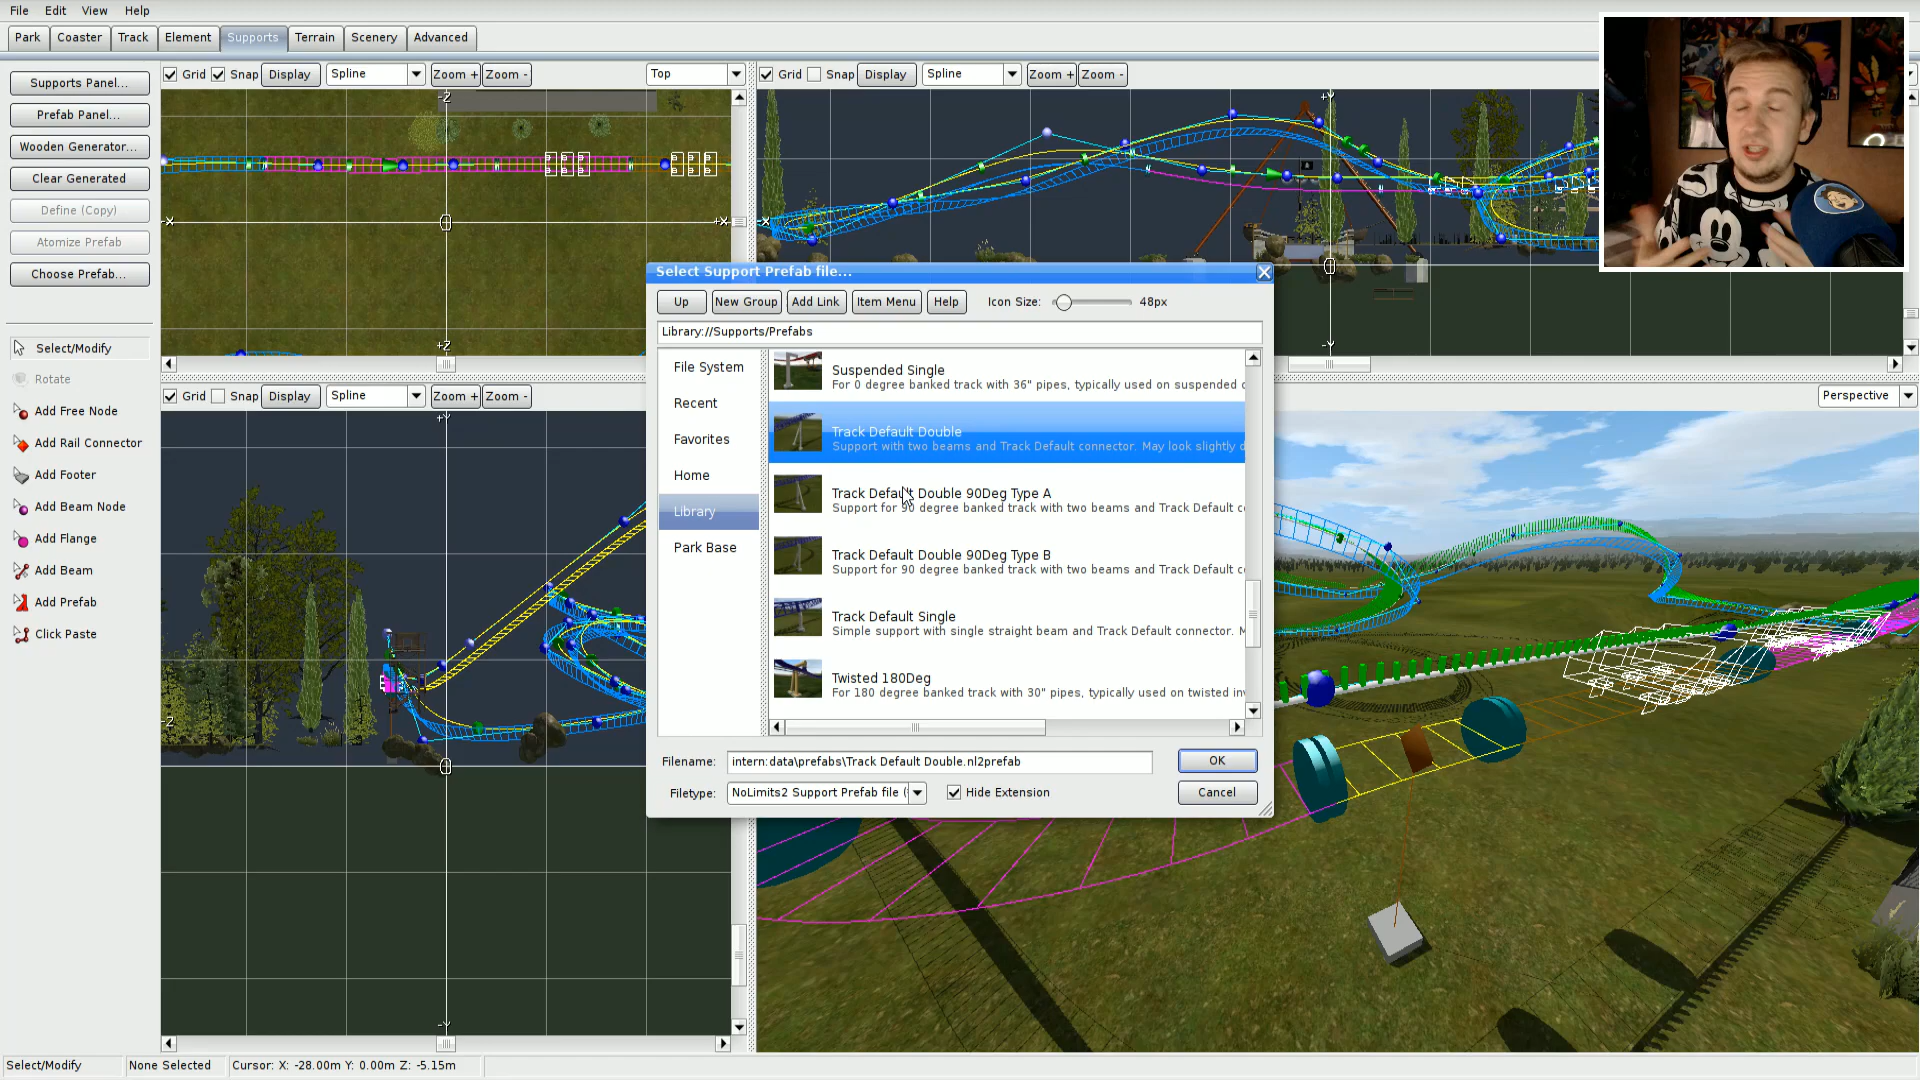 File Edit View Help
Park Coaster Track Element Supports Terrain Scenery Advanced
Supports Panel...
Prefab Panel...
Wooden Generator...
Clear Generated
Define (Copy)
Atomize Prefab
Choose Prefab...
Select/Modify
Rotate
Add Free Node
Add Rail Connector
Add Footer
Add Beam Node
Add Flange
Add Beam
Add Prefab
Click Paste
Grid Snap Display Spline Zoom + Zoom - Top
-Z
-X
+X
+Z
Grid Snap Display Spline Zoom + Zoom -
+Y
-X
-Y
Grid Snap Display Spline Zoom + Zoom -
+Y
-Z
-Y
Perspective
Select Support Prefab file...
Up New Group Add Link Item Menu Help Icon Size: 48px
Library://Supports/Prefabs
File System
Recent
Favorites
Home
Library
Park Base
Suspended Single
For 0 degree banked track with 36" pipes, typically used on suspended
Track Default Double
Support with two beams and Track Default connector. May look slightly
Track Default Double 90Deg Type A
Support for 90 degree banked track with two beams and Track Default
Track Default Double 90Deg Type B
Support for 90 degree banked track with two beams and Track Default
Track Default Single
Simple support with single straight beam and Track Default connector.
Twisted 180Deg
For 180 degree banked track with 30" pipes, typically used on twisted
Filename: intern:data\prefabs\Track Default Double.nl2prefab OK
Filetype: NoLimits2 Support Prefab file ( Hide Extension Cancel
Select/Modify None Selected Cursor: X: -28.00m Y: 0.00m Z: -5.15m